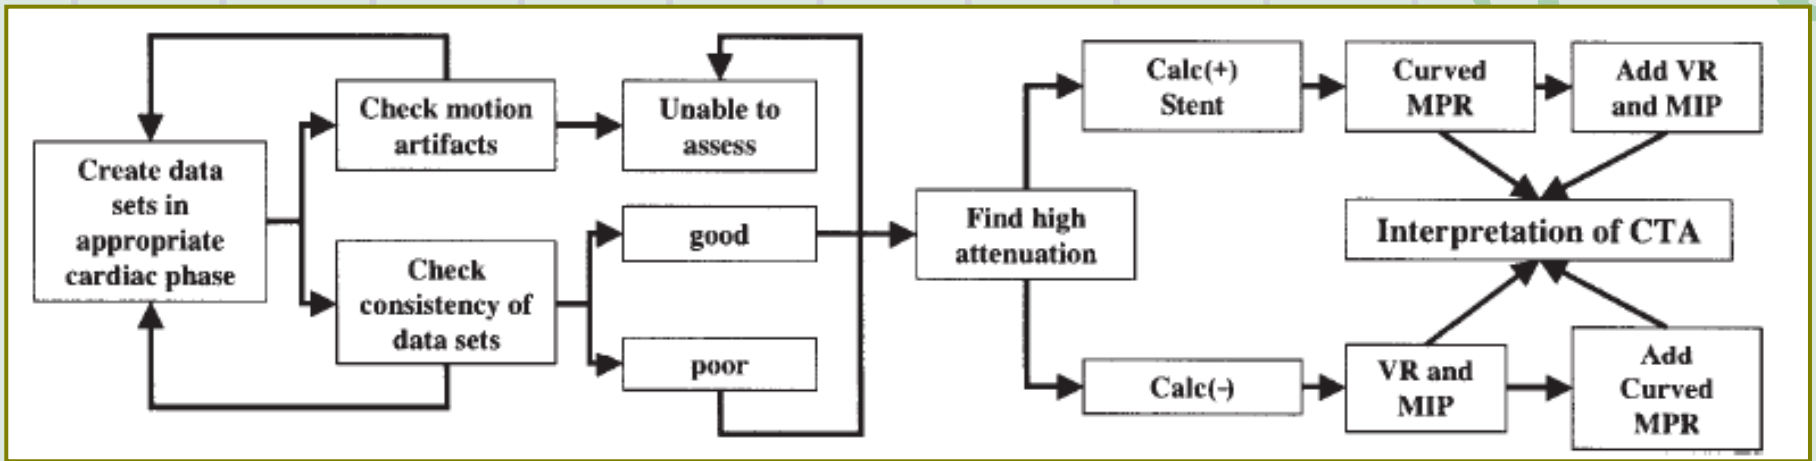 Create data
sets in
appropriate
cardiac phase
Check motion
artifacts
Check
consistency of
data sets
Unable to
assess
good
poor
Find high
attenuation
Calc(+)
Stent
Calc(-)
Curved
MPR
Add VR
and MIP
Interpretation of CTA
VR and
MIP
Add
Curved
MPR